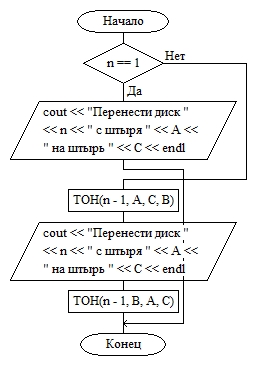 Начало
n == 1
Нет
Да
cout << "Перенести диск "
<< n << " с штыря " << A <<
" на штырь " << C << endl
ТОН(n - 1, A, C, B)
cout << "Перенести диск "
<< n << " с штыря " << A <<
" на штырь " << C << endl
ТОН(n - 1, B, A, C)
Конец